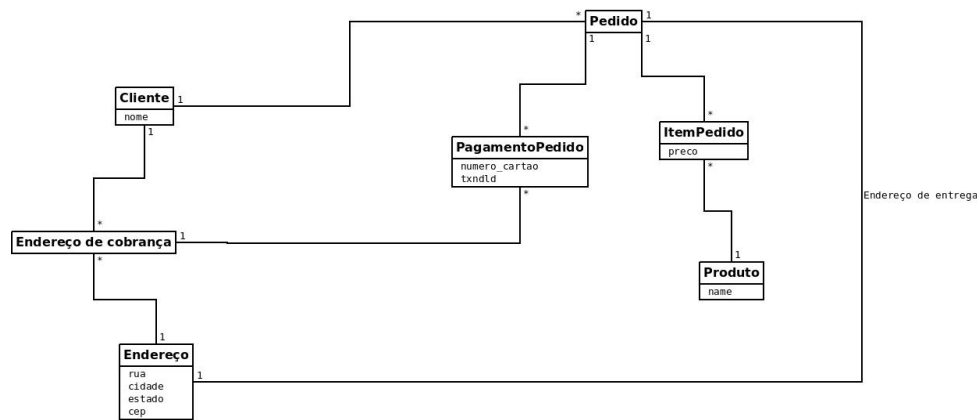 * Pedido 1
1 1
Cliente 1
nome
1
* *
PagamentoPedido ItemPedido
numero_cartao preco
txndld
* *
Endereço de entrega
*
Endereço de cobrança 1
*
1
Produto
name
1
Endereço
rua
cidade 1
estado
cep